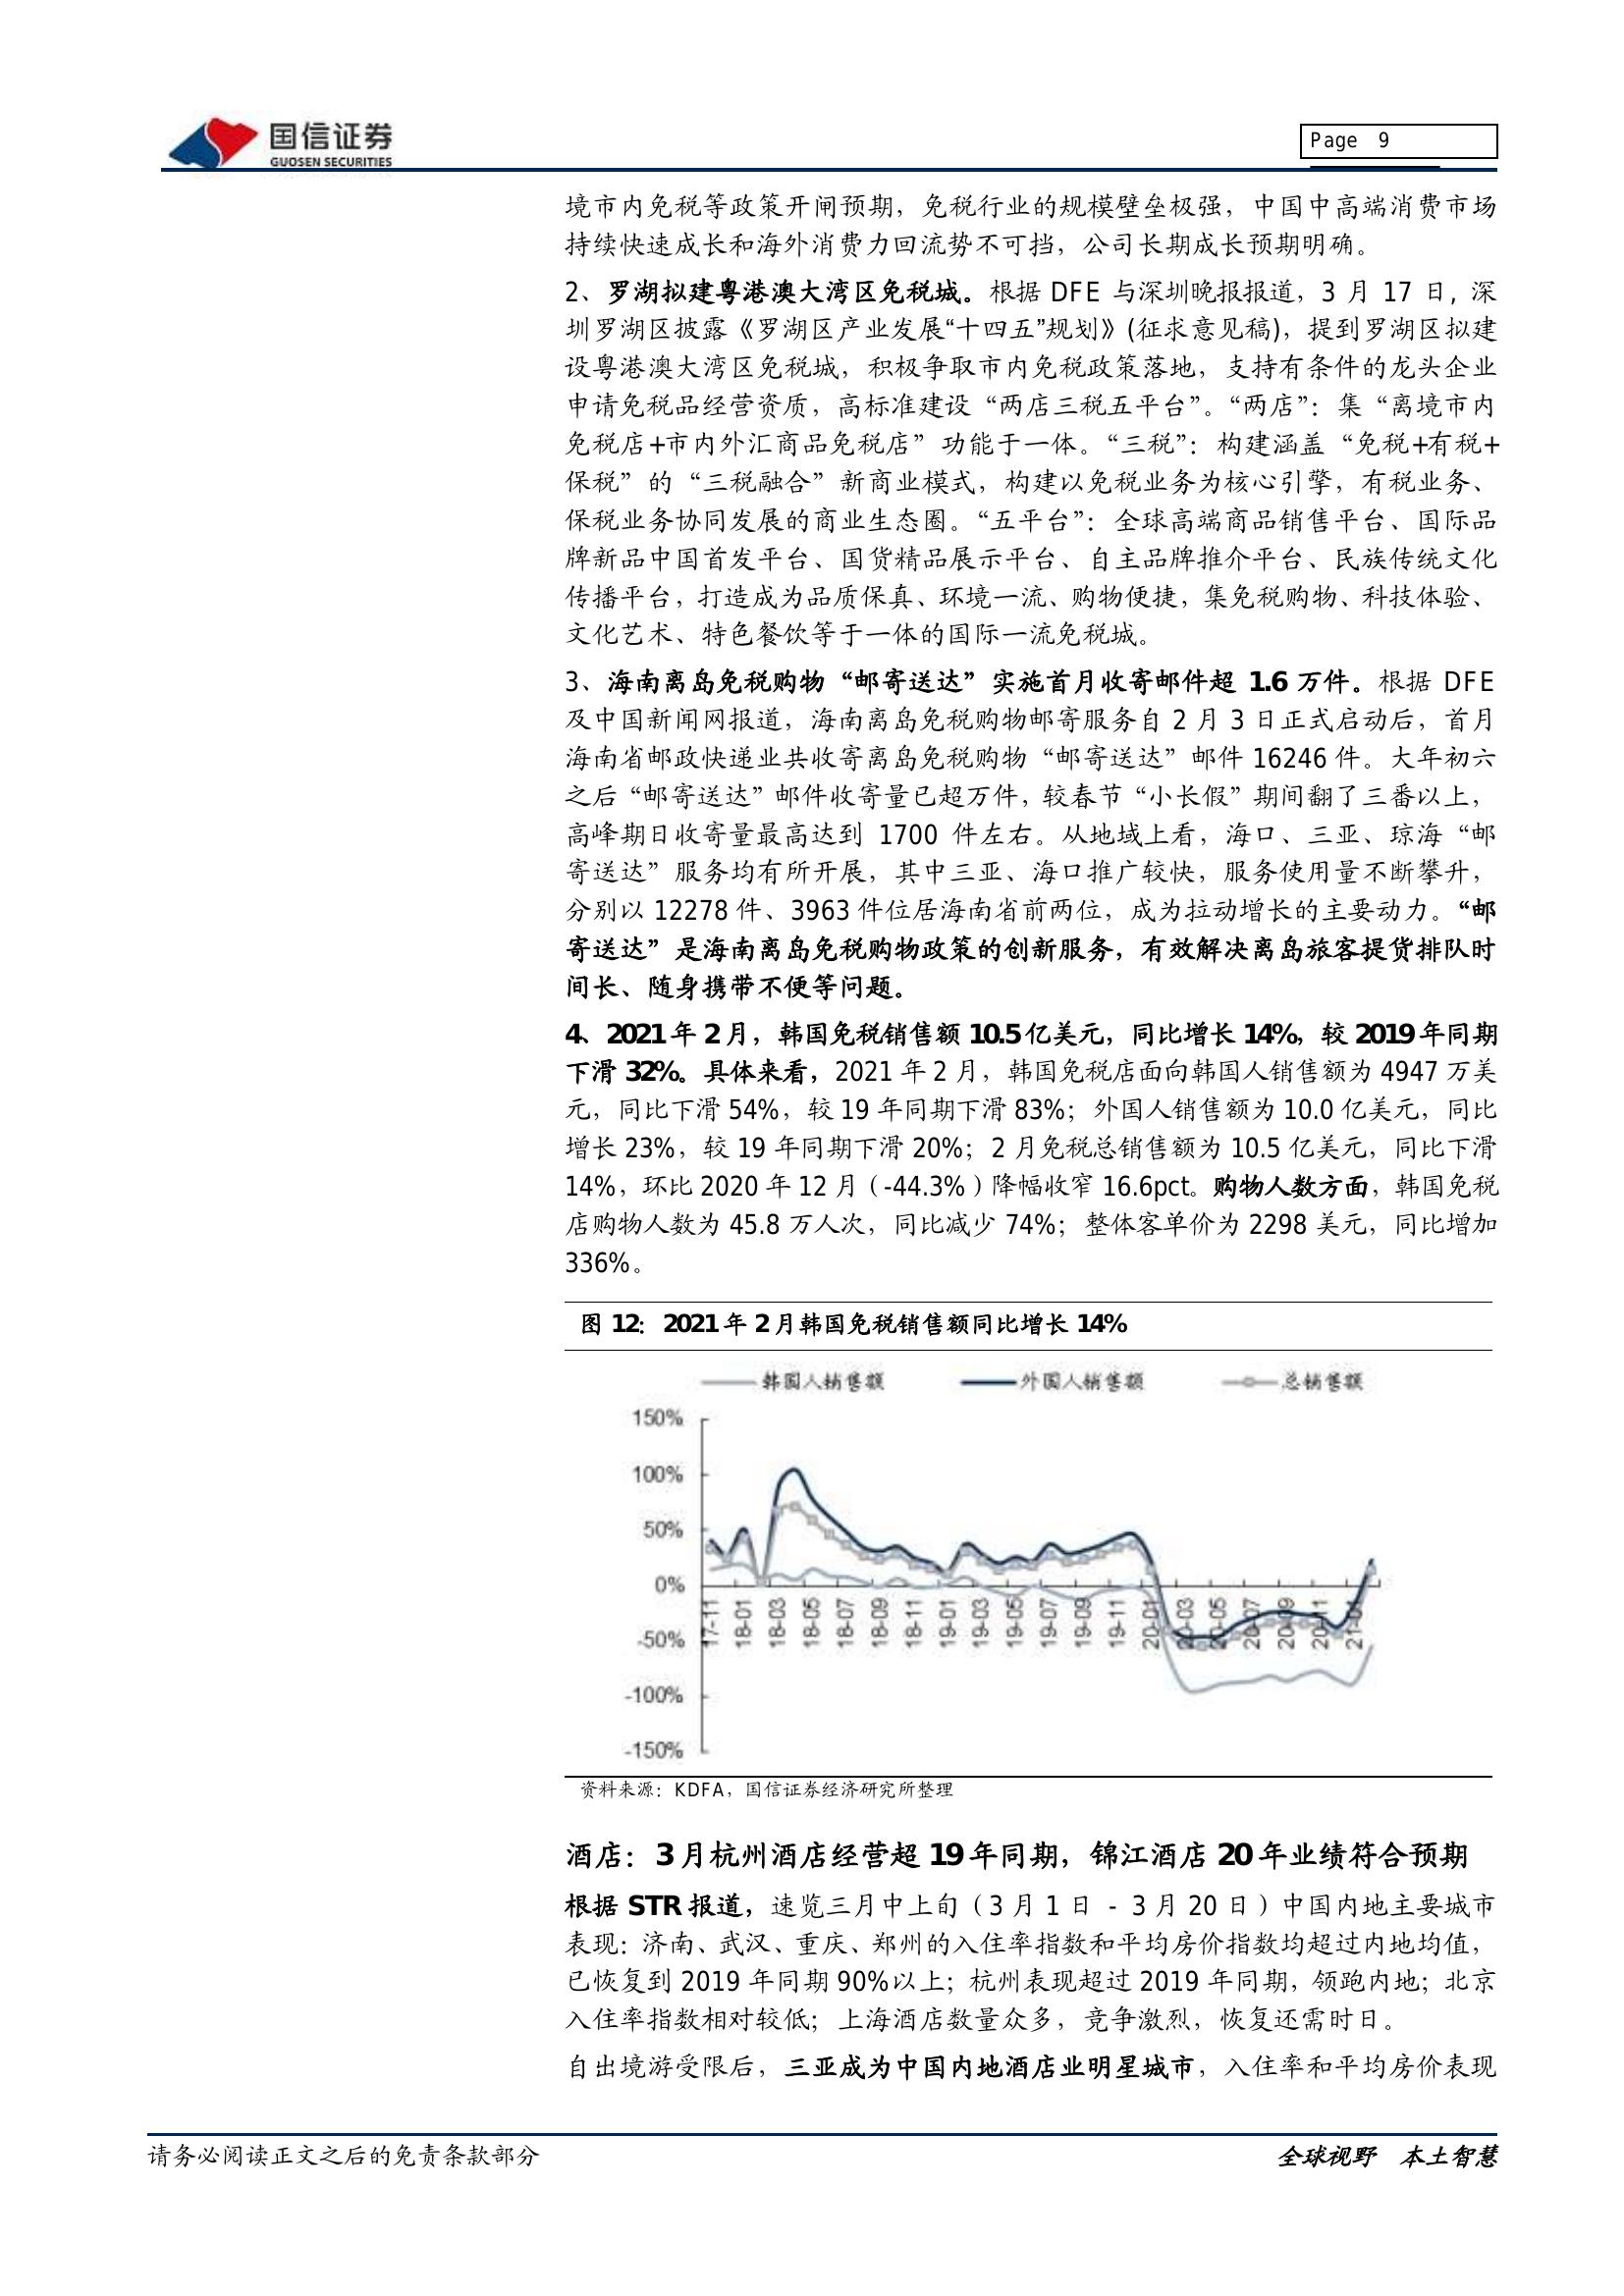 国信证券
GUOSEN SECURITIES
Page 9
境市内免税等政策开闸预期，免税行业的规模壁垒极强，中国中高端消费市场
持续快速成长和海外消费力回流势不可挡，公司长期成长预期明确。
2、罗湖拟建粤港澳大湾区免税城。根据 DFE 与深圳晚报报道，3 月 17 日, 深
圳罗湖区披露《罗湖区产业发展“十四五”规划》(征求意见稿)，提到罗湖区拟建
设粤港澳大湾区免税城，积极争取市内免税政策落地，支持有条件的龙头企业
申请免税品经营资质，高标准建设“两店三税五平台”。“两店”：集“离境市内
免税店+市内外汇商品免税店”功能于一体。“三税”：构建涵盖“免税+有税+
保税”的“三税融合”新商业模式，构建以免税业务为核心引擎，有税业务、
保税业务协同发展的商业生态圈。“五平台”：全球高端商品销售平台、国际品
牌新品中国首发平台、国货精品展示平台、自主品牌推介平台、民族传统文化
传播平台，打造成为品质保真、环境一流、购物便捷，集免税购物、科技体验、
文化艺术、特色餐饮等于一体的国际一流免税城。
3、海南离岛免税购物“邮寄送达”实施首月收寄邮件超 1.6 万件。根据 DFE
及中国新闻网报道，海南离岛免税购物邮寄服务自 2 月 3 日正式启动后，首月
海南省邮政快递业共收寄离岛免税购物“邮寄送达”邮件 16246 件。大年初六
之后“邮寄送达”邮件收寄量已超万件，较春节“小长假”期间翻了三番以上，
高峰期日收寄量最高达到 1700 件左右。从地域上看，海口、三亚、琼海“邮
寄送达”服务均有所开展，其中三亚、海口推广较快，服务使用量不断攀升，
分别以 12278 件、3963 件位居海南省前两位，成为拉动增长的主要动力。“邮
寄送达”是海南离岛免税购物政策的创新服务，有效解决离岛旅客提货排队时
间长、随身携带不便等问题。
4、2021 年 2 月，韩国免税销售额 10.5 亿美元，同比增长 14%，较 2019 年同期
下滑 32%。具体来看，2021 年 2 月，韩国免税店面向韩国人销售额为 4947 万美
元，同比下滑 54%，较 19 年同期下滑 83%；外国人销售额为 10.0 亿美元，同比
增长 23%，较 19 年同期下滑 20%；2 月免税总销售额为 10.5 亿美元，同比下滑
14%，环比 2020 年 12 月（-44.3%）降幅收窄 16.6pct。购物人数方面，韩国免税
店购物人数为 45.8 万人次，同比减少 74%；整体客单价为 2298 美元，同比增加
336%。
图 12：2021 年 2 月韩国免税销售额同比增长 14%
韩国人销售额 外国人销售额 总销售额
150%
100%
50%
0%
-50%
-100%
-150%
17-11 18-01 18-03 18-05 18-07 18-09 18-11 19-01 19-03 19-05 19-07 19-09 19-11 20-01 20-03 20-05 20-07 20-09 20-11 21-01
资料来源：KDFA，国信证券经济研究所整理
酒店：3 月杭州酒店经营超 19 年同期，锦江酒店 20 年业绩符合预期
根据 STR 报道，速览三月中上旬（3 月 1 日 - 3 月 20 日）中国内地主要城市
表现：济南、武汉、重庆、郑州的入住率指数和平均房价指数均超过内地均值，
已恢复到 2019 年同期 90%以上；杭州表现超过 2019 年同期，领跑内地；北京
入住率指数相对较低；上海酒店数量众多，竞争激烈，恢复还需时日。
自出境游受限后，三亚成为中国内地酒店业明星城市，入住率和平均房价表现
请务必阅读正文之后的免责条款部分
全球视野 本土智慧